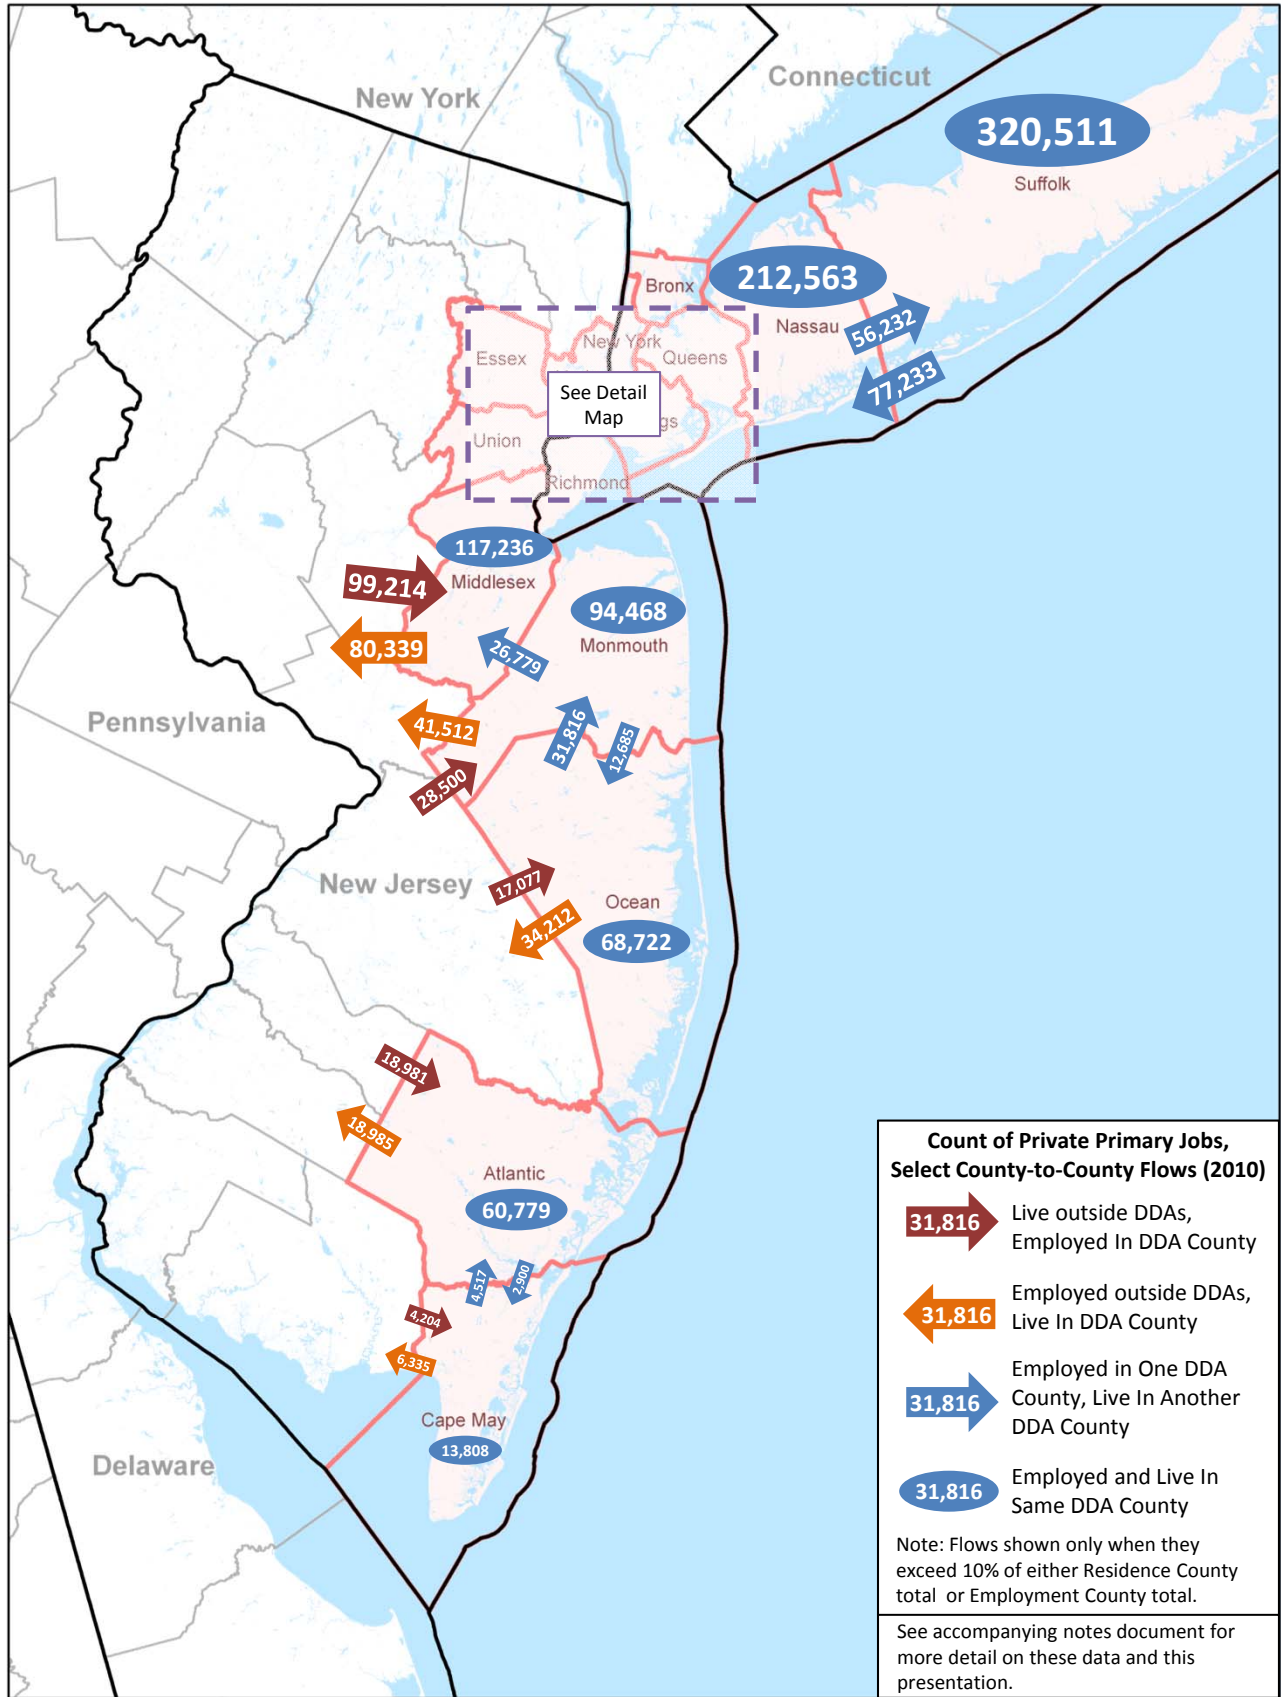 New York
Connecticut
320,511
Suffolk
Bronx
212,563
Nassau
56,232
77,233
Essex
New York
Queens
See Detail
Map
gs
Union
Richmond
117,236
Middlesex
99,214
94,468
Monmouth
80,339
26,779
Pennsylvania
41,512
31,816
12,685
28,500
New Jersey
17,077
Ocean
34,212
68,722
18,981
18,985
Atlantic
60,779
4,517
2,900
4,204
6,335
Cape May
13,808
Delaware
Count of Private Primary Jobs,
Select County-to-County Flows (2010)
31,816
Live outside DDAs,
Employed In DDA County
31,816
Employed outside DDAs,
Live In DDA County
31,816
Employed in One DDA
County, Live In Another
DDA County
31,816
Employed and Live In
Same DDA County
Note: Flows shown only when they
exceed 10% of either Residence County
total or Employment County total.
See accompanying notes document for
more detail on these data and this
presentation.